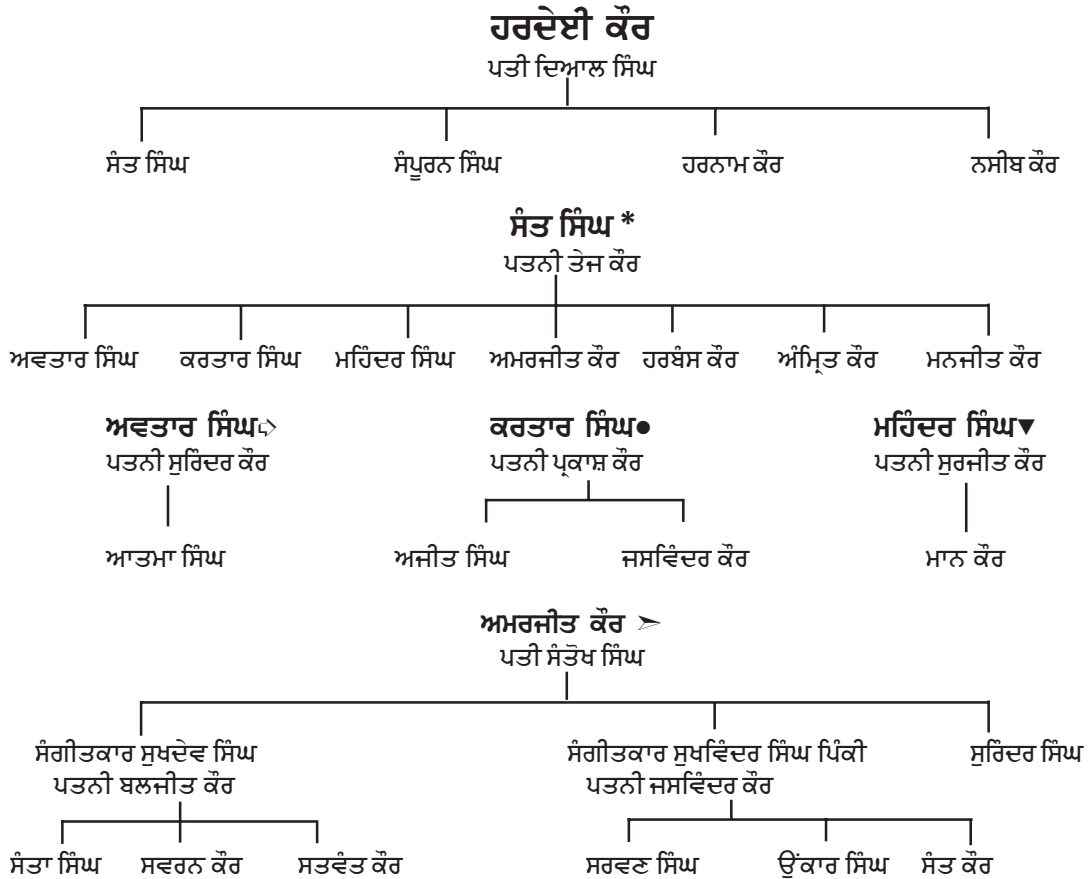 ਹਰਦੇਈ ਕੌਰ
ਪਤੀ ਦਿਆਲ ਸਿੰਘ
ਸੰਤ ਸਿੰਘ ਸੰਪੂਰਨ ਸਿੰਘ ਹਰਨਾਮ ਕੌਰ ਨਸੀਬ ਕੌਰ
ਸੰਤ ਸਿੰਘ *
ਪਤਨੀ ਤੇਜ ਕੌਰ
ਅਵਤਾਰ ਸਿੰਘ ਕਰਤਾਰ ਸਿੰਘ ਮਹਿੰਦਰ ਸਿੰਘ ਅਮਰਜੀਤ ਕੌਰ ਹਰਬੰਸ ਕੌਰ ਅੰਮ੍ਰਿਤ ਕੌਰ ਮਨਜੀਤ ਕੌਰ
ਅਵਤਾਰ ਸਿੰਘ➪ ਕਰਤਾਰ ਸਿੰਘ● ਮਹਿੰਦਰ ਸਿੰਘ▼
ਪਤਨੀ ਸੁਰਿੰਦਰ ਕੌਰ ਪਤਨੀ ਪ੍ਰਕਾਸ਼ ਕੌਰ ਪਤਨੀ ਸੁਰਜੀਤ ਕੌਰ
ਆਤਮਾ ਸਿੰਘ ਅਜੀਤ ਸਿੰਘ ਜਸਵਿੰਦਰ ਕੌਰ ਮਾਨ ਕੌਰ
ਅਮਰਜੀਤ ਕੌਰ ➣
ਪਤੀ ਸੰਤੋਖ ਸਿੰਘ
ਸੰਗੀਤਕਾਰ ਸੁਖਦੇਵ ਸਿੰਘ ਸੰਗੀਤਕਾਰ ਸੁਖਵਿੰਦਰ ਸਿੰਘ ਪਿੰਕੀ ਸੁਰਿੰਦਰ ਸਿੰਘ
ਪਤਨੀ ਬਲਜੀਤ ਕੌਰ ਪਤਨੀ ਜਸਵਿੰਦਰ ਕੌਰ
ਸੰਤਾ ਸਿੰਘ ਸਵਰਨ ਕੌਰ ਸਤਵੰਤ ਕੌਰ ਸਰਵਣ ਸਿੰਘ ਉਂਕਾਰ ਸਿੰਘ ਸੰਤ ਕੌਰ